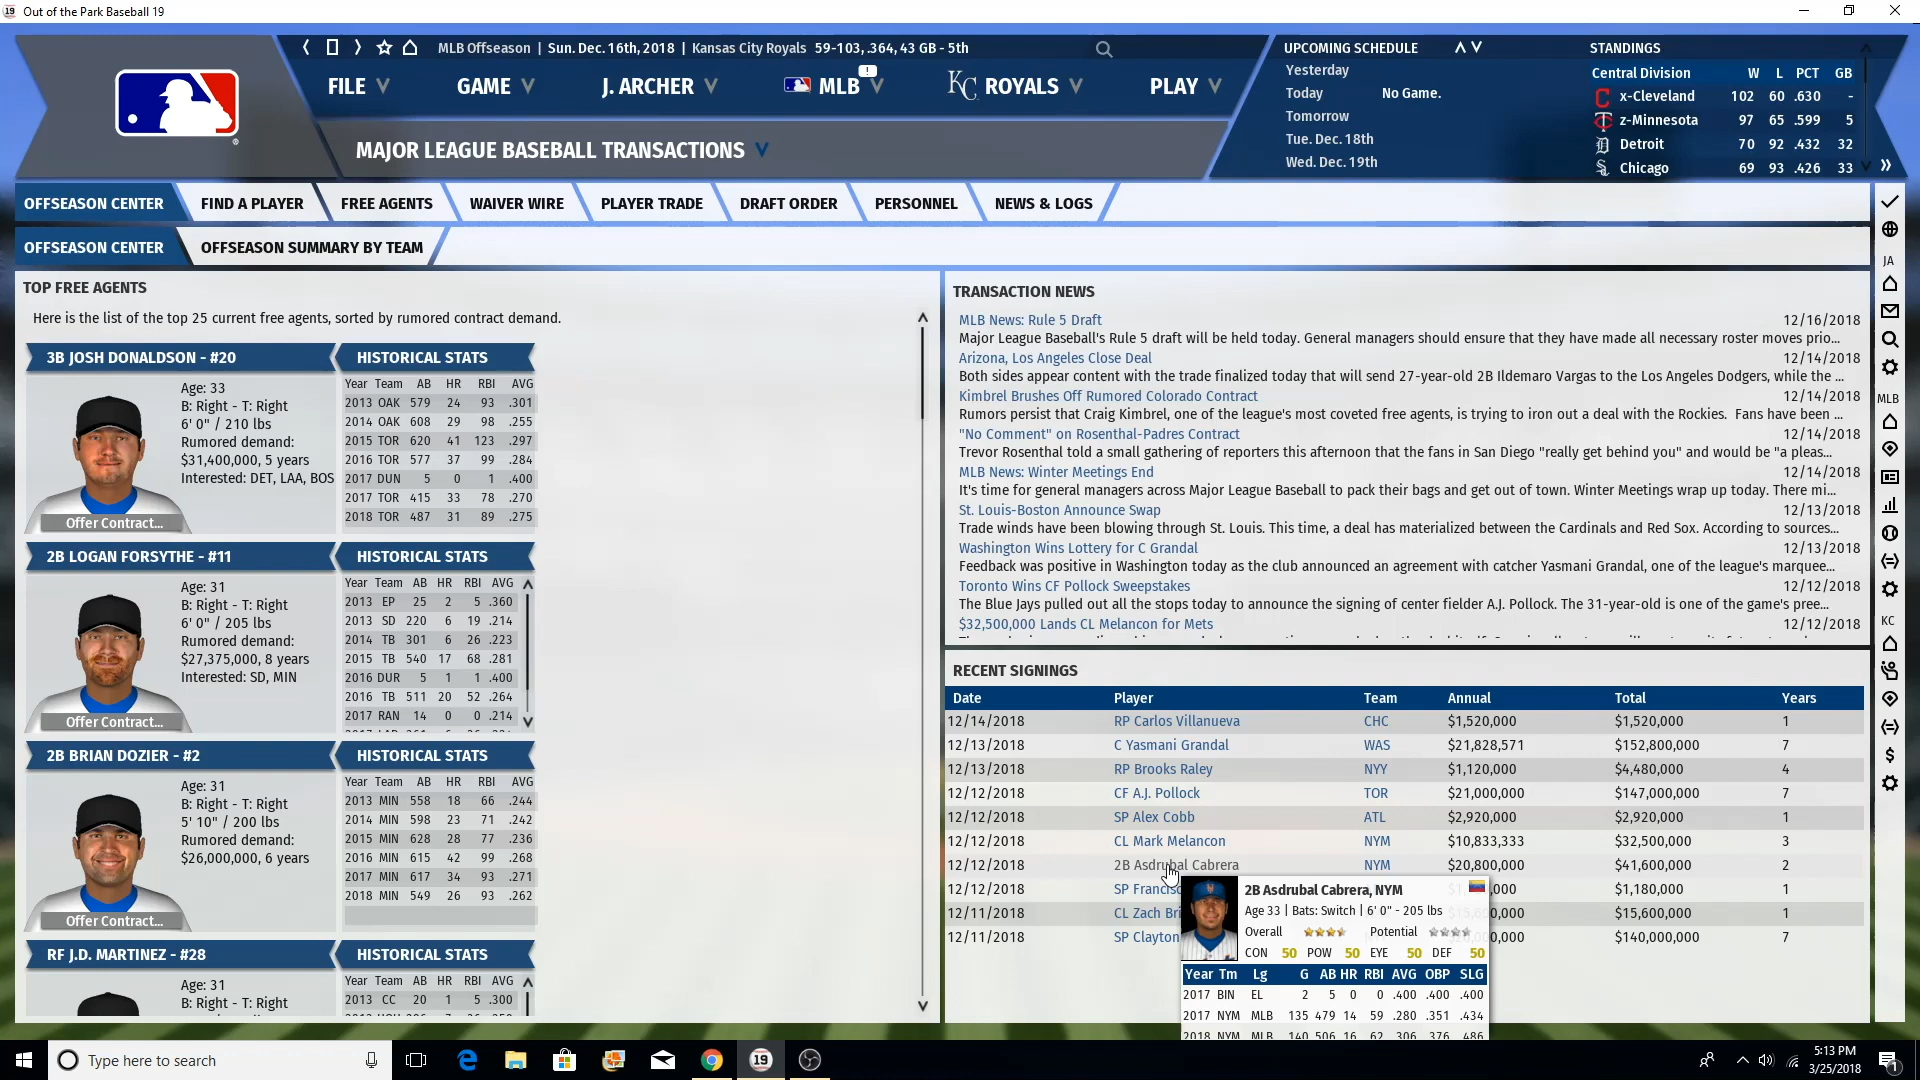 Out of the Park Baseball 19
MLB Offseason | Sun. Dec. 16th, 2018 | Kansas City Royals 59-103, .364, 43 GB - 5th
FILE GAME J. ARCHER MLB ! ROYALS PLAY
MAJOR LEAGUE BASEBALL TRANSACTIONS
UPCOMING SCHEDULE
Yesterday
Today No Game.
Tomorrow
Tue. Dec. 18th
Wed. Dec. 19th
STANDINGS
Central Division W L PCT GB
x-Cleveland 102 60 .630 -
z-Minnesota 97 65 .599 5
Detroit 70 92 .432 32
Chicago 69 93 .426 33
OFFSEASON CENTER FIND A PLAYER FREE AGENTS WAIVER WIRE PLAYER TRADE DRAFT ORDER PERSONNEL NEWS & LOGS
OFFSEASON CENTER OFFSEASON SUMMARY BY TEAM
TOP FREE AGENTS
Here is the list of the top 25 current free agents, sorted by rumored contract demand.
3B JOSH DONALDSON - #20
Age: 33
B: Right - T: Right
6' 0" / 210 lbs
Rumored demand:
$31,400,000, 5 years
Interested: DET, LAA, BOS
Offer Contract...
HISTORICAL STATS
Year Team AB HR RBI AVG
2013 OAK 579 24 93 .301
2014 OAK 608 29 98 .255
2015 TOR 620 41 123 .297
2016 TOR 577 37 99 .284
2017 DUN 5 0 1 .400
2017 TOR 415 33 78 .270
2018 TOR 487 31 89 .275
2B LOGAN FORSYTHE - #11
Age: 31
B: Right - T: Right
6' 0" / 205 lbs
Rumored demand:
$27,375,000, 8 years
Interested: SD, MIN
Offer Contract...
HISTORICAL STATS
Year Team AB HR RBI AVG
2013 EP 25 2 5 .360
2013 SD 220 6 19 .214
2014 TB 301 6 26 .223
2015 TB 540 17 68 .281
2016 DUR 5 1 1 .400
2016 TB 511 20 52 .264
2017 RAN 14 0 0 .214
2B BRIAN DOZIER - #2
Age: 31
B: Right - T: Right
5' 10" / 200 lbs
Rumored demand:
$26,000,000, 6 years
Offer Contract...
HISTORICAL STATS
Year Team AB HR RBI AVG
2013 MIN 558 18 66 .244
2014 MIN 598 23 71 .242
2015 MIN 628 28 77 .236
2016 MIN 615 42 99 .268
2017 MIN 617 34 93 .271
2018 MIN 549 26 93 .262
RF J.D. MARTINEZ - #28
Age: 31
B: Right - T: Right
HISTORICAL STATS
Year Team AB HR RBI AVG
2013 CC 20 1 5 .300
TRANSACTION NEWS
MLB News: Rule 5 Draft 12/16/2018
Major League Baseball's Rule 5 draft will be held today. General managers should ensure that they have made all necessary roster moves prio...
Arizona, Los Angeles Close Deal 12/14/2018
Both sides appear content with the trade finalized today that will send 27-year-old 2B Ildemaro Vargas to the Los Angeles Dodgers, while the ...
Kimbrel Brushes Off Rumored Colorado Contract 12/14/2018
Rumors persist that Craig Kimbrel, one of the league's most coveted free agents, is trying to iron out a deal with the Rockies. Fans have been ...
"No Comment" on Rosenthal-Padres Contract 12/14/2018
Trevor Rosenthal told a small gathering of reporters this afternoon that the fans in San Diego "really get behind you" and would be "a pleas...
MLB News: Winter Meetings End 12/14/2018
It's time for general managers across Major League Baseball to pack their bags and get out of town. Winter Meetings wrap up today. There mi...
St. Louis-Boston Announce Swap 12/13/2018
Trade winds have been blowing through St. Louis. This time, a deal has materialized between the Cardinals and Red Sox. According to sources...
Washington Wins Lottery for C Grandal 12/13/2018
Feedback was positive in Washington today as the club announced an agreement with catcher Yasmani Grandal, one of the league's marquee...
Toronto Wins CF Pollock Sweepstakes 12/12/2018
The Blue Jays pulled out all the stops today to announce the signing of center fielder A.J. Pollock. The 31-year-old is one of the game's pree...
$32,500,000 Lands CL Melancon for Mets 12/12/2018
RECENT SIGNINGS
Date Player Team Annual Total Years
12/14/2018 RP Carlos Villanueva CHC $1,520,000 $1,520,000 1
12/13/2018 C Yasmani Grandal WAS $21,828,571 $152,800,000 7
12/13/2018 RP Brooks Raley NYY $1,120,000 $4,480,000 4
12/12/2018 CF A.J. Pollock TOR $21,000,000 $147,000,000 7
12/12/2018 SP Alex Cobb ATL $2,920,000 $2,920,000 1
12/12/2018 CL Mark Melancon NYM $10,833,333 $32,500,000 3
12/12/2018 2B Asdrubal Cabrera NYM $20,800,000 $41,600,000 2
12/12/2018 SP Francisc $1,180,000 1
12/11/2018 CL Zach Bri $15,600,000 1
12/11/2018 SP Clayton $140,000,000 7
2B Asdrubal Cabrera, NYM
Age 33 | Bats: Switch | 6' 0" - 205 lbs
Overall Potential
CON 50 POW 50 EYE 50 DEF 50
Year Tm Lg G AB HR RBI AVG OBP SLG
2017 BIN EL 2 5 0 0 .400 .400 .400
2017 NYM MLB 135 479 14 59 .280 .351 .434
2018 NYM MLB 140 506 16 62 .306 .376 .486
JA
MLB
KC
Type here to search
19
5:13 PM
3/25/2018
1